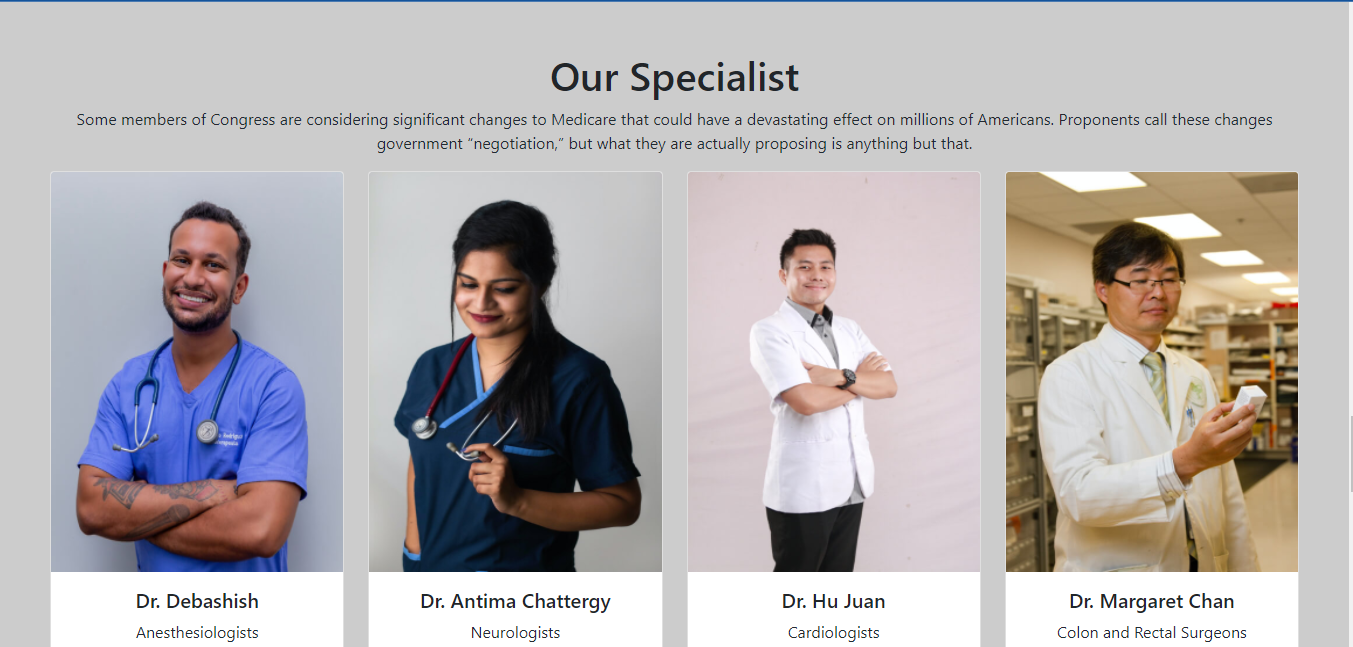 Our Specialist
Some members of Congress are considering significant changes to Medicare that could have a devastating effect on millions of Americans. Proponents call these changes
government “negotiation,” but what they are actually proposing is anything but that.
Dr. Debashish
Anesthesiologists
Dr. Antima Chattergy
Neurologists
Dr. Hu Juan
Cardiologists
Dr. Margaret Chan
Colon and Rectal Surgeons